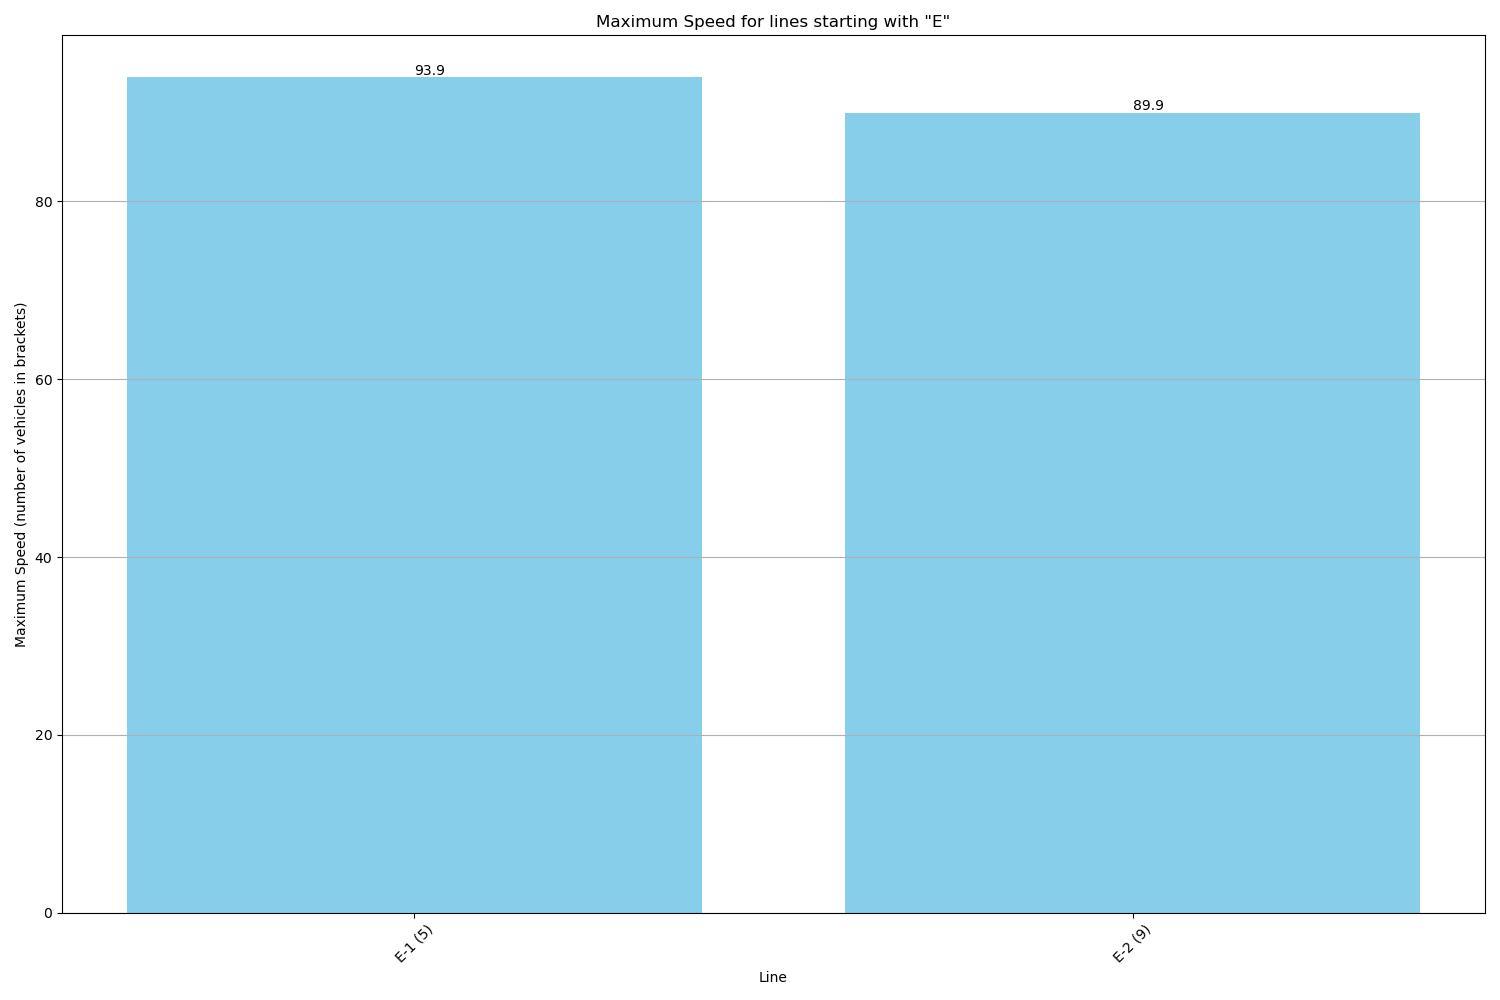 Maximum Speed for lines starting with "E"
93.9
89.9
80
60
40
20
0
Maximum Speed (number of vehicles in brackets)
E-1 (5)
E-2 (9)
Line